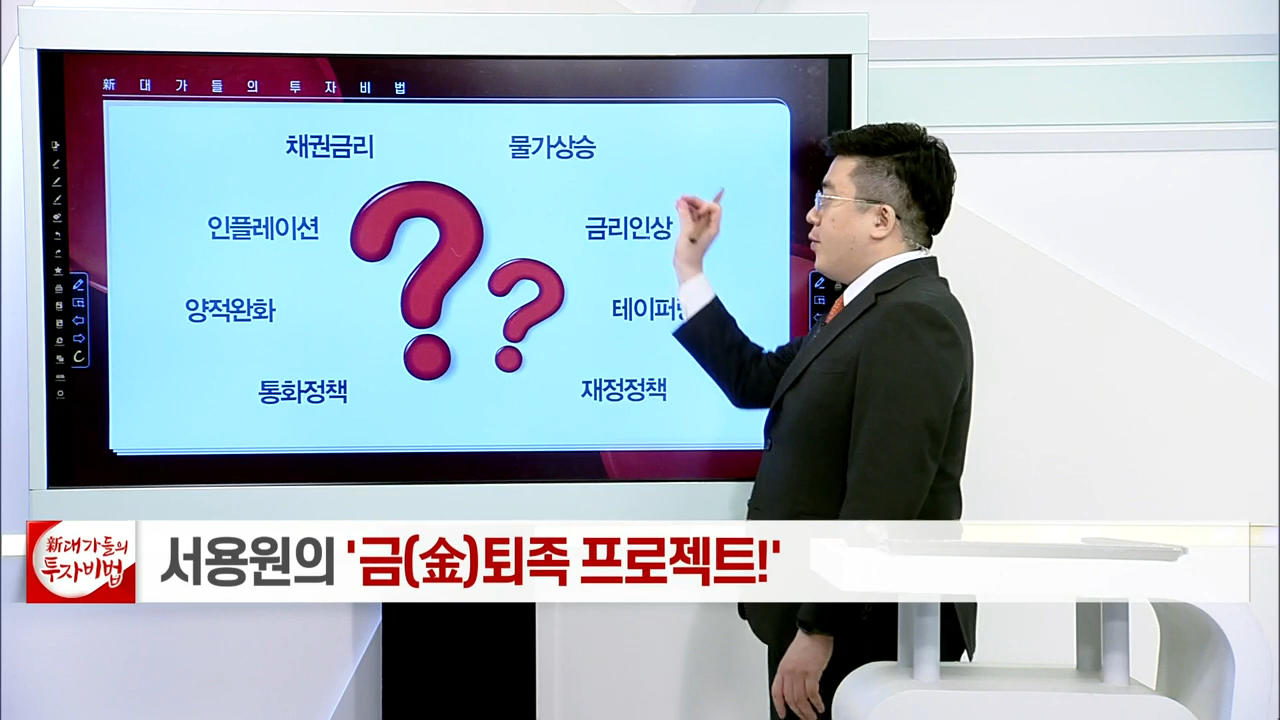 新대가들의 투자비법
채권금리
물가상승
인플레이션
금리인상
양적완화
테이퍼
통화정책
재정정책
新대가들의
투자비법
서용원의 '금(金)퇴족 프로젝트!'